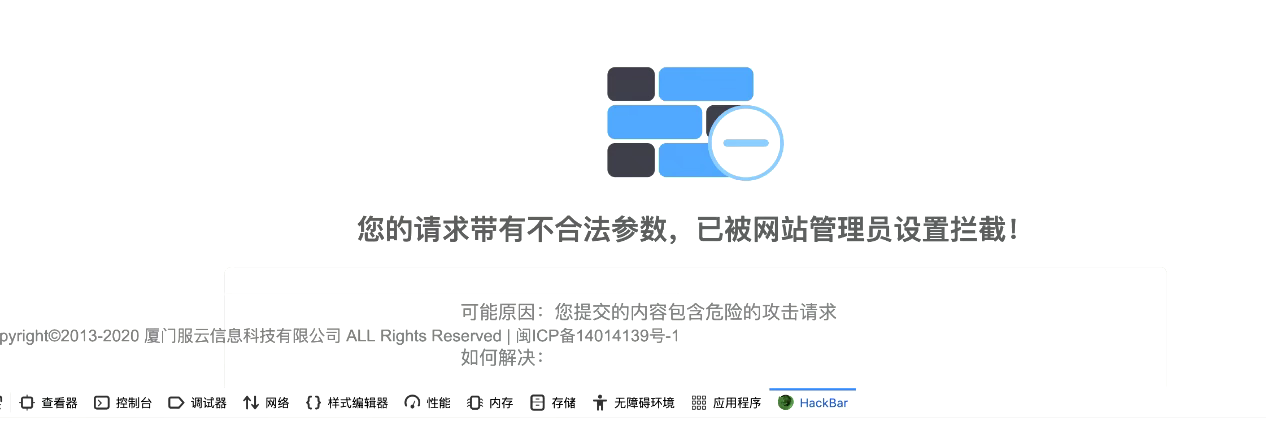 您的请求带有不合法参数，已被网站管理员设置拦截！
可能原因：您提交的内容包含危险的攻击请求
pyright©2013-2020 厦门服云信息科技有限公司 ALL Rights Reserved | 闽ICP备14014139号-1
如何解决：
查看器 控制台 调试器 网络 样式编辑器 性能 内存 存储 无障碍环境 应用程序 HackBar